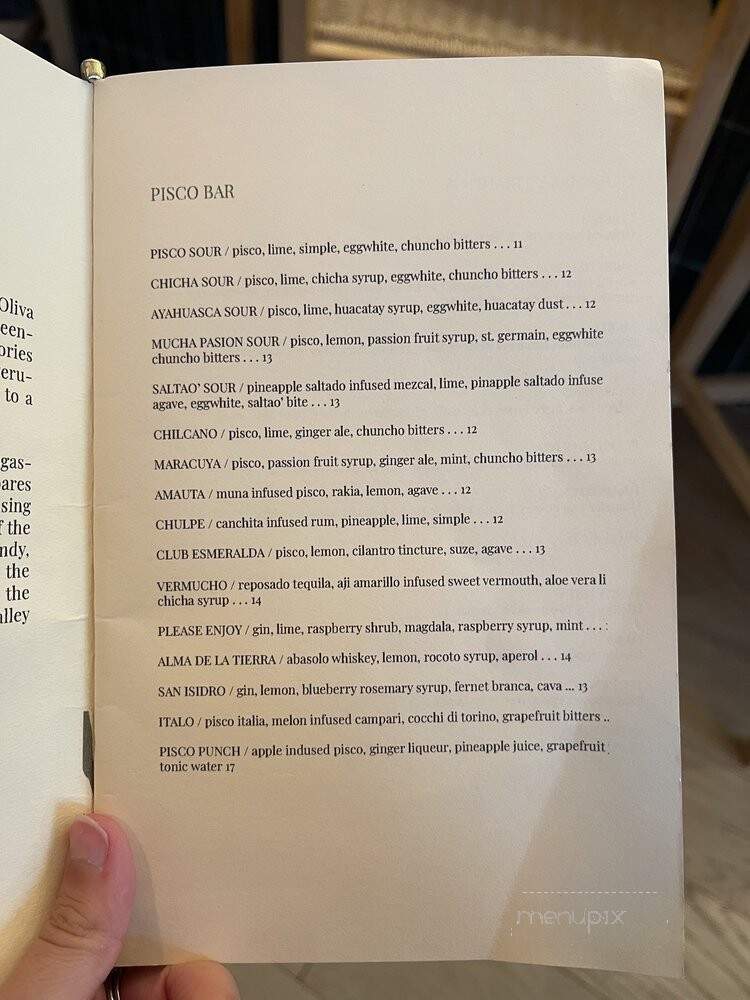 Oliva
een-
ories
eru-
to a
gas-
ares
sing
f the
ndy,
the
the
alley
PISCO BAR
PISCO SOUR / pisco, lime, simple, eggwhite, chuncho bitters . . . 11
CHICHA SOUR / pisco, lime, chicha syrup, eggwhite, chuncho bitters . . . 12
AYAHUASCA SOUR / pisco, lime, huacatay syrup, eggwhite, huacatay dust . . . 12
MUCHA PASION SOUR / pisco, lemon, passion fruit syrup, st. germain, eggwhite
chuncho bitters . . . 13
SALTAO' SOUR / pineapple saltado infused mezcal, lime, pinapple saltado infuse
agave, eggwhite, saltao' bite . . . 13
CHILCANO / pisco, lime, ginger ale, chuncho bitters . . . 12
MARACUYA / pisco, passion fruit syrup, ginger ale, mint, chuncho bitters . . . 13
AMAUTA / muna infused pisco, rakia, lemon, agave . . . 12
CHULPE / canchita infused rum, pineapple, lime, simple . . . 12
CLUB ESMERALDA / pisco, lemon, cilantro tincture, suze, agave . . . 13
VERMUCHO / reposado tequila, aji amarillo infused sweet vermouth, aloe vera li
chicha syrup . . . 14
PLEASE ENJOY / gin, lime, raspberry shrub, magdala, raspberry syrup, mint . . .
ALMA DE LA TIERRA / abasolo whiskey, lemon, rocoto syrup, aperol . . . 14
SAN ISIDRO / gin, lemon, blueberry rosemary syrup, fernet branca, cava ... 13
ITALO / pisco italia, melon infused campari, cocchi di torino, grapefruit bitters ..
PISCO PUNCH / apple indused pisco, ginger liqueur, pineapple juice, grapefruit
tonic water 17
menupix